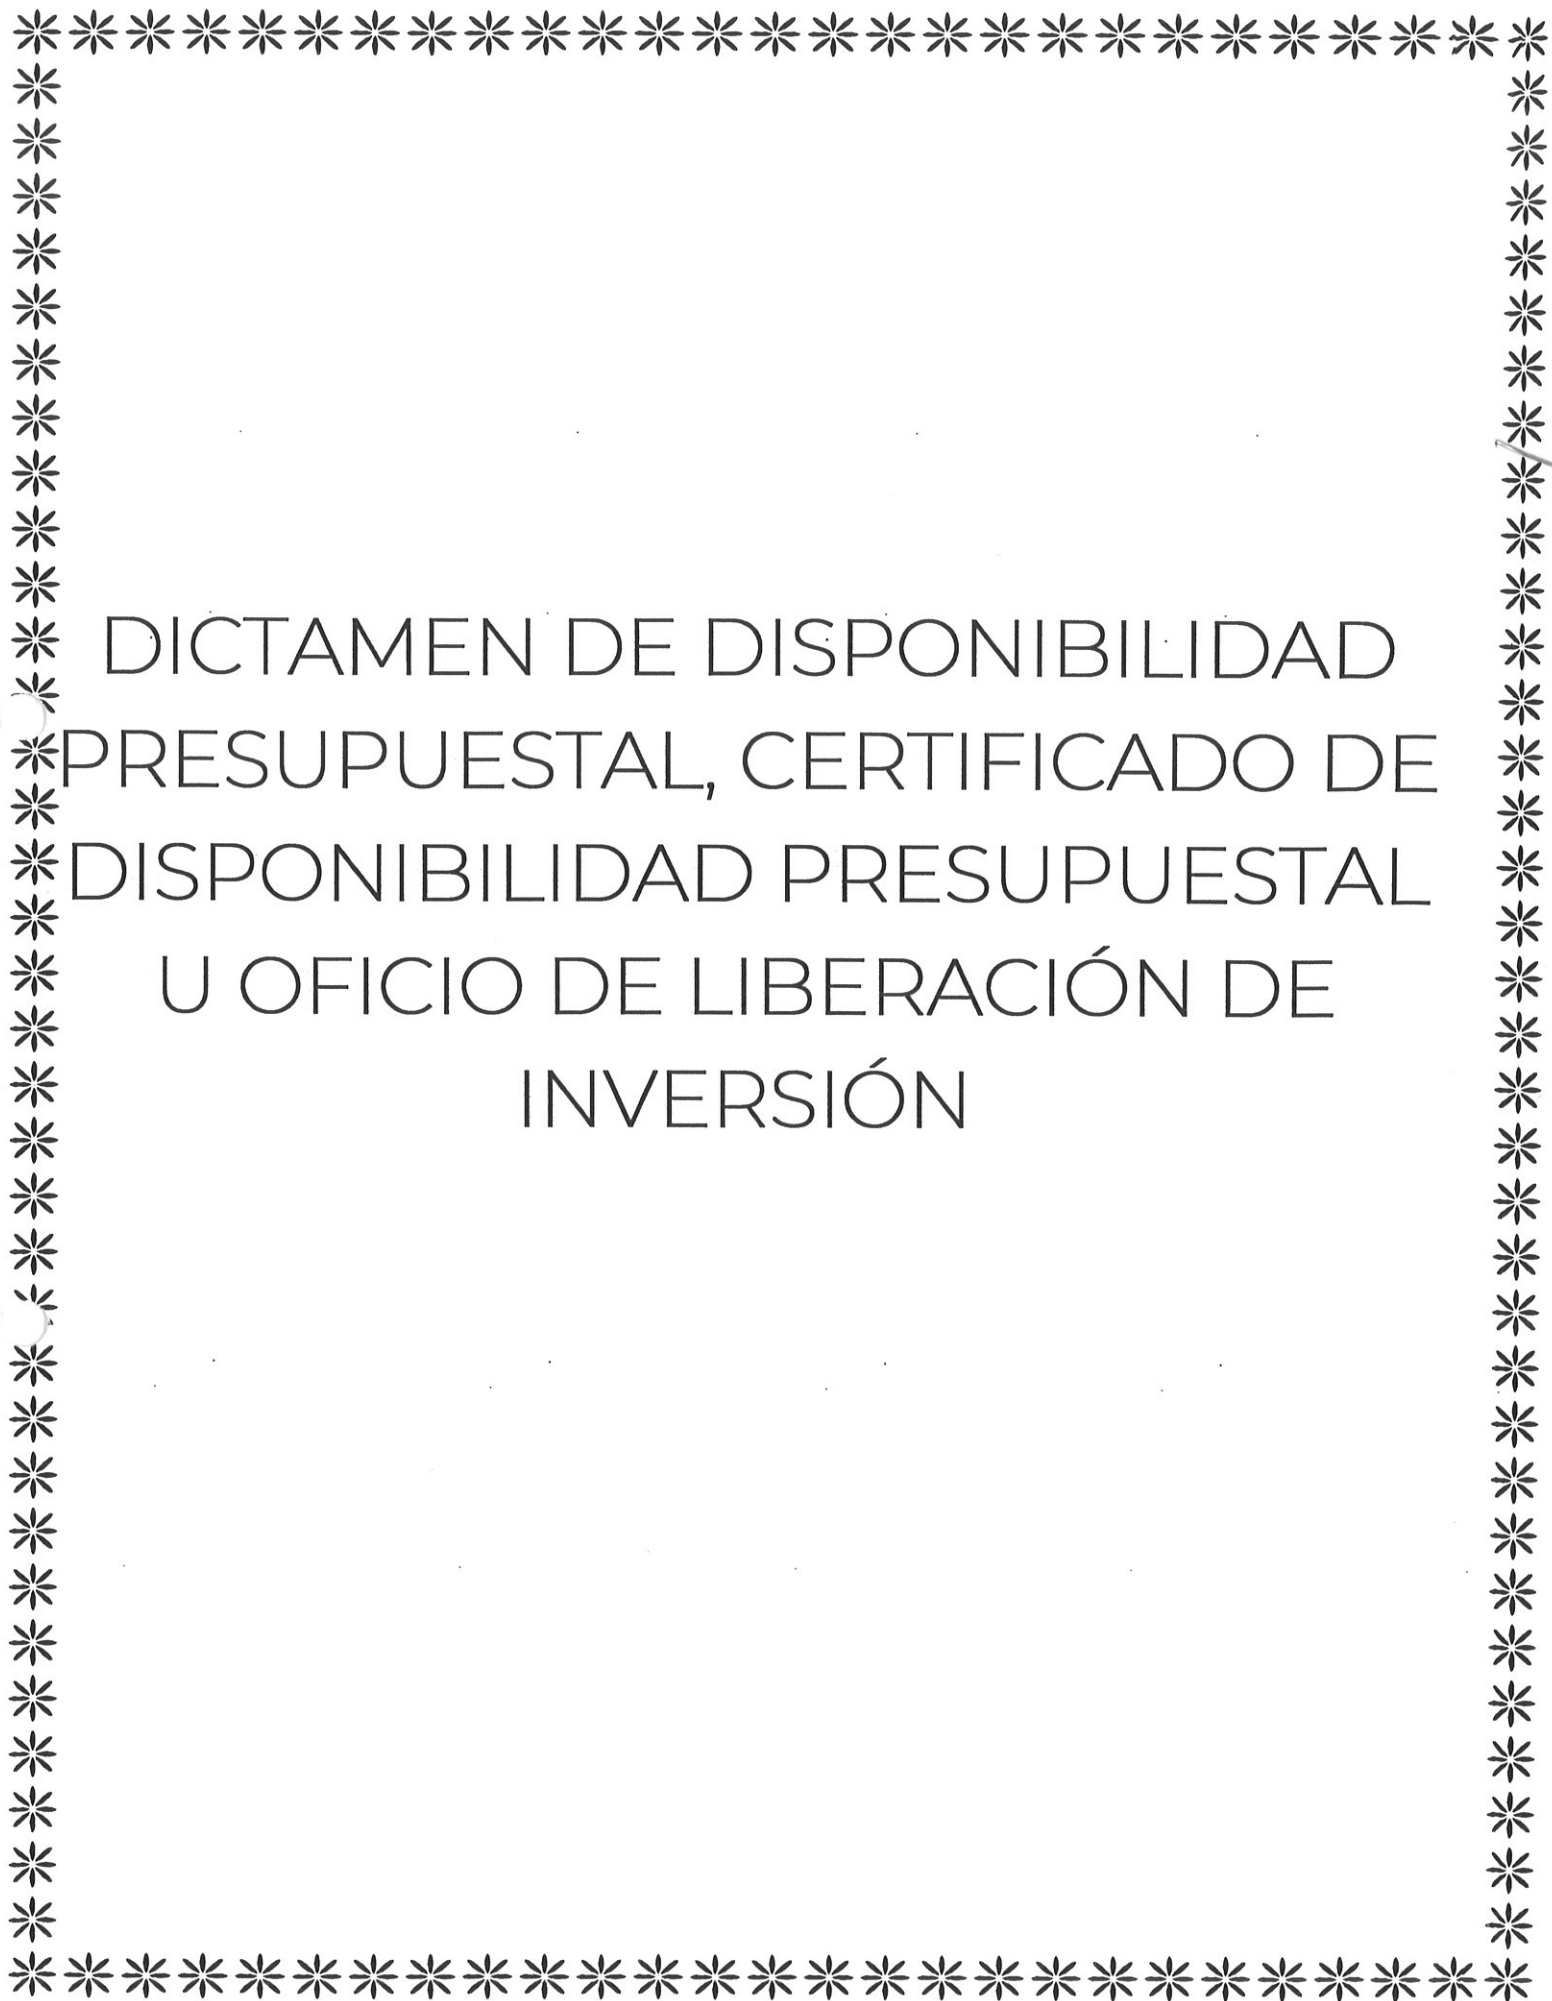 DICTAMEN DE DISPONIBILIDAD
PRESUPUESTAL, CERTIFICADO DE
DISPONIBILIDAD PRESUPUESTAL
U OFICIO DE LIBERACIÓN DE
INVERSIÓN